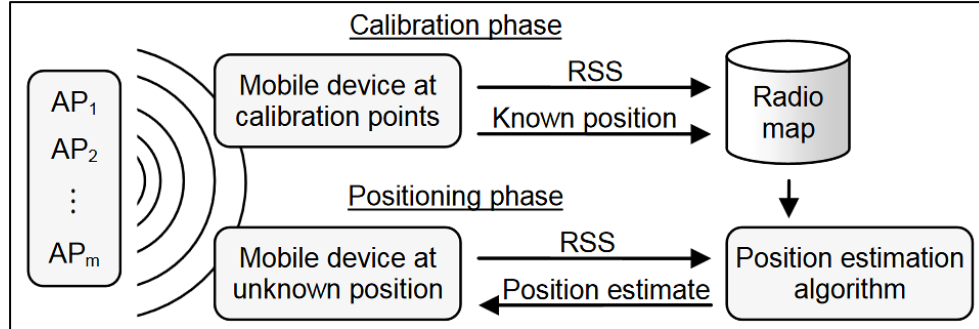 Calibration phase
AP₁
AP₂
⋮
APₘ
Mobile device at
calibration points
RSS
Known position
Radio
map
Positioning phase
Mobile device at
unknown position
RSS
Position estimate
Position estimation
algorithm